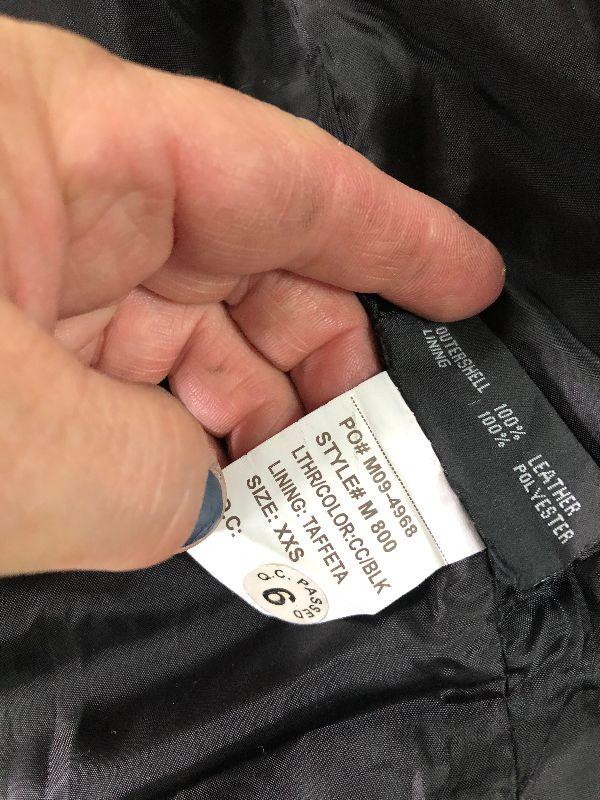 OUTERSHELL 100% LEATHER
LINING 100% POLYESTER
PO# M09-4968
STYLE# M 800
LTHR/COLOR:CC/BLK
LINING: TAFFETA
SIZE: XXS
.C:
Q.C. PASSED
6